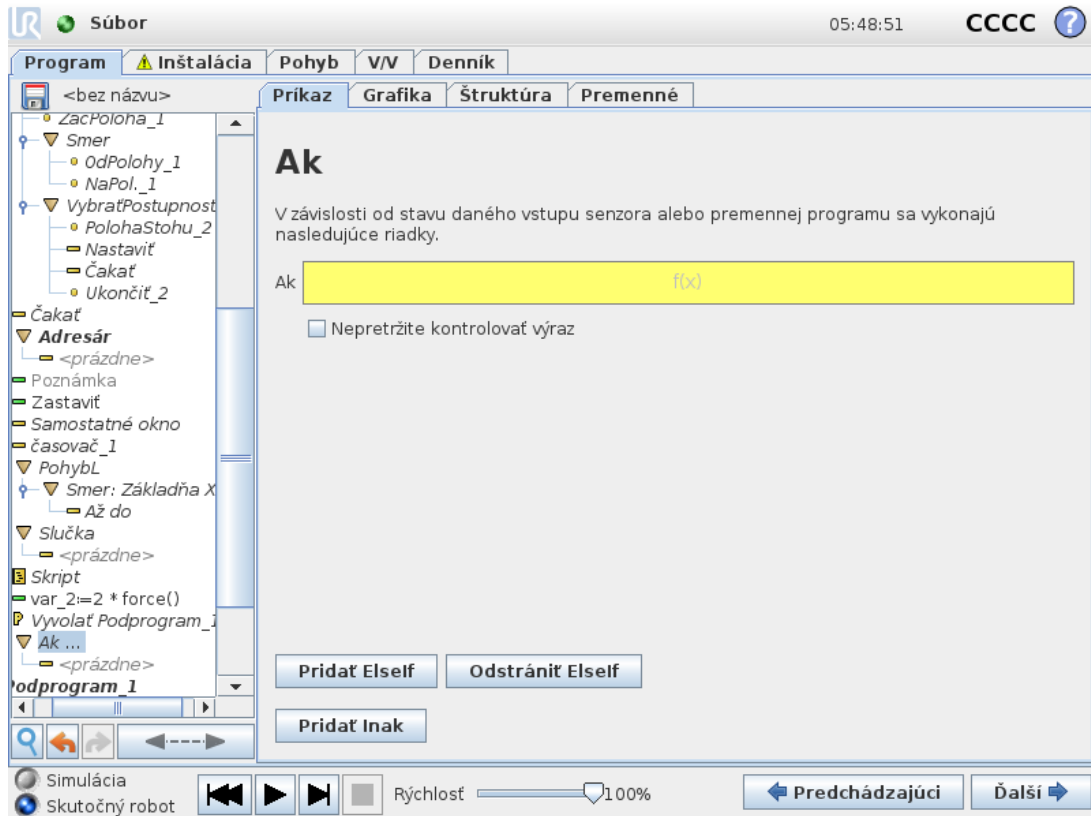 Súbor
05:48:51
CCCC
?
Program
Inštalácia
Pohyb
V/V
Denník
<bez názvu>
Príkaz
Grafika
Štruktúra
Premenné
ZačPoloha_1
Smer
OdPolohy_1
NaPol._1
VybraťPostupnosť
PolohaStohu_2
Nastaviť
Čakať
Ukončiť_2
Čakať
Adresár
<prázdne>
Poznámka
Zastaviť
Samostatné okno
časovač_1
PohybL
Smer: Základňa X
Až do
Slučka
<prázdne>
Skript
var_2:=2 * force()
Vyvolať Podprogram_1
Ak ...
<prázdne>
Podprogram_1
Ak
V závislosti od stavu daného vstupu senzora alebo premennej programu sa vykonajú
nasledujúce riadky.
Ak
f(x)
Nepretržite kontrolovať výraz
Pridať ElseIf
Odstrániť ElseIf
Pridať Inak
Simulácia
Skutočný robot
Rýchlosť
100%
Predchádzajúci
Ďalší